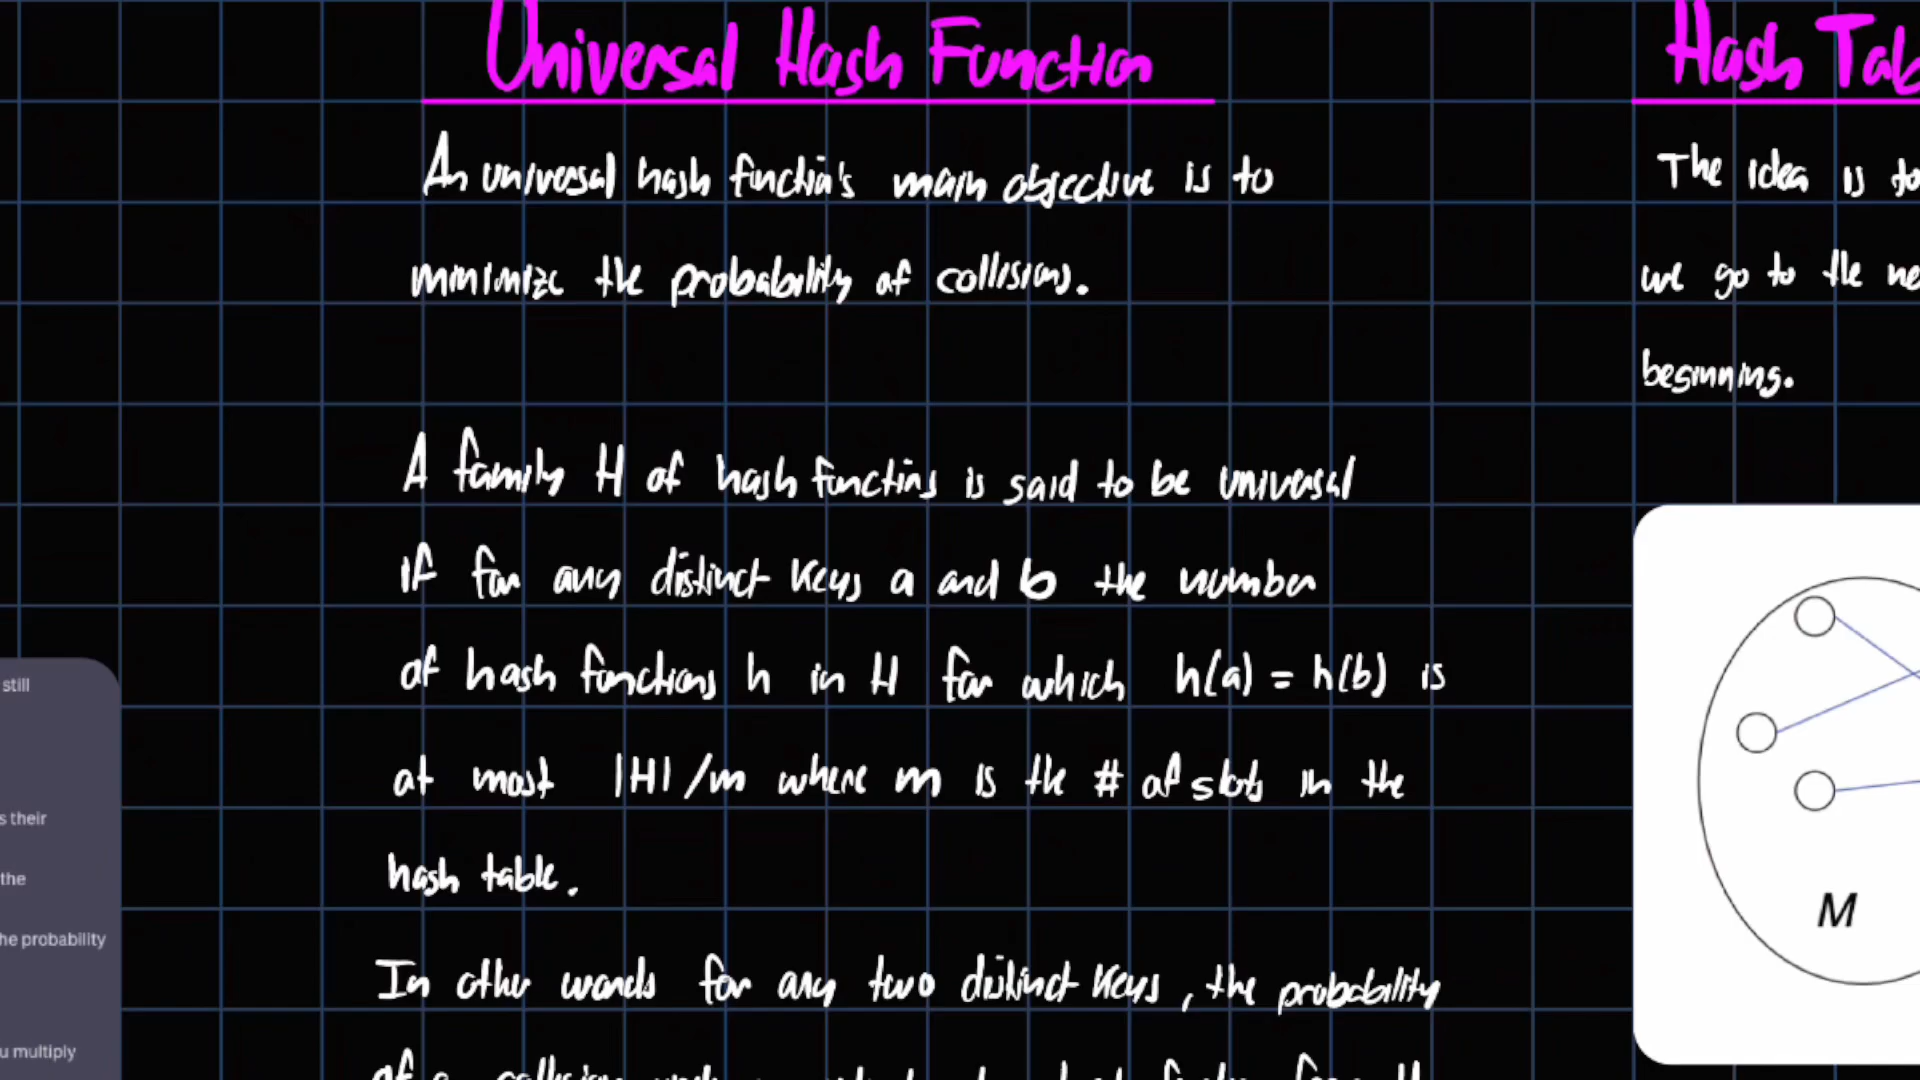 Universal Hash Function
An universal hash function's main objective is to
minimize the probability of collisions.
A family H of hash functions is said to be universal
if for any distinct keys a and b the number
of hash functions h in H for which h(a) = h(b) is
at most |H| /m where m is the # of slots in the
hash table.
In other words for any two distinct keys, the probability
of a collision
Hash Tab
The idea is to
we go to the ne
beginning.
M
still
s their
the
he probability
u multiply